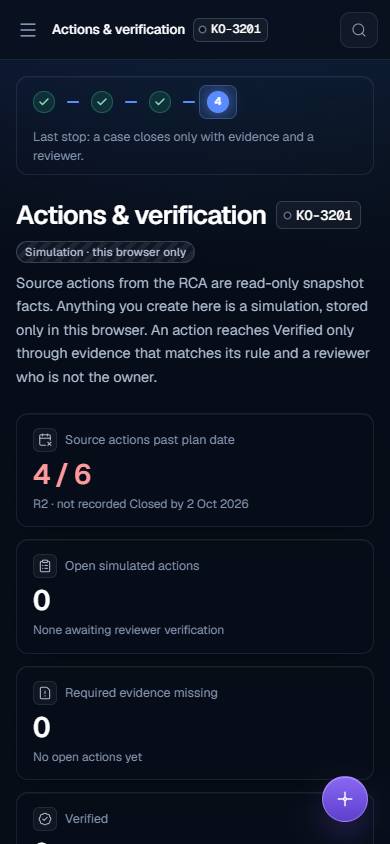 Actions & verification KO-3201
4
Last stop: a case closes only with evidence and a
reviewer.
Actions & verification KO-3201
Simulation · this browser only
Source actions from the RCA are read-only snapshot
facts. Anything you create here is a simulation, stored
only in this browser. An action reaches Verified only
through evidence that matches its rule and a reviewer
who is not the owner.
Source actions past plan date
4 / 6
R2 · not recorded Closed by 2 Oct 2026
Open simulated actions
0
None awaiting reviewer verification
Required evidence missing
0
No open actions yet
Verified